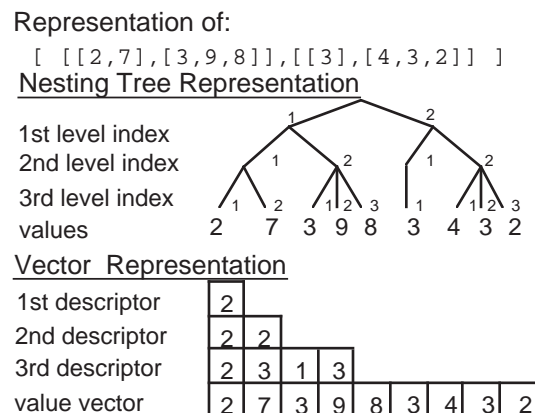 Representation of:
[ [[2,7],[3,9,8]],[[3],[4,3,2]] ]
Nesting Tree Representation
1 2
1st level index
2nd level index 1 2 1 2
3rd level index 1 2 1 2 3 1 1 2 3
values 2 7 3 9 8 3 4 3 2
Vector Representation
1st descriptor 2
2nd descriptor 2 2
3rd descriptor 2 3 1 3
value vector 2 7 3 9 8 3 4 3 2